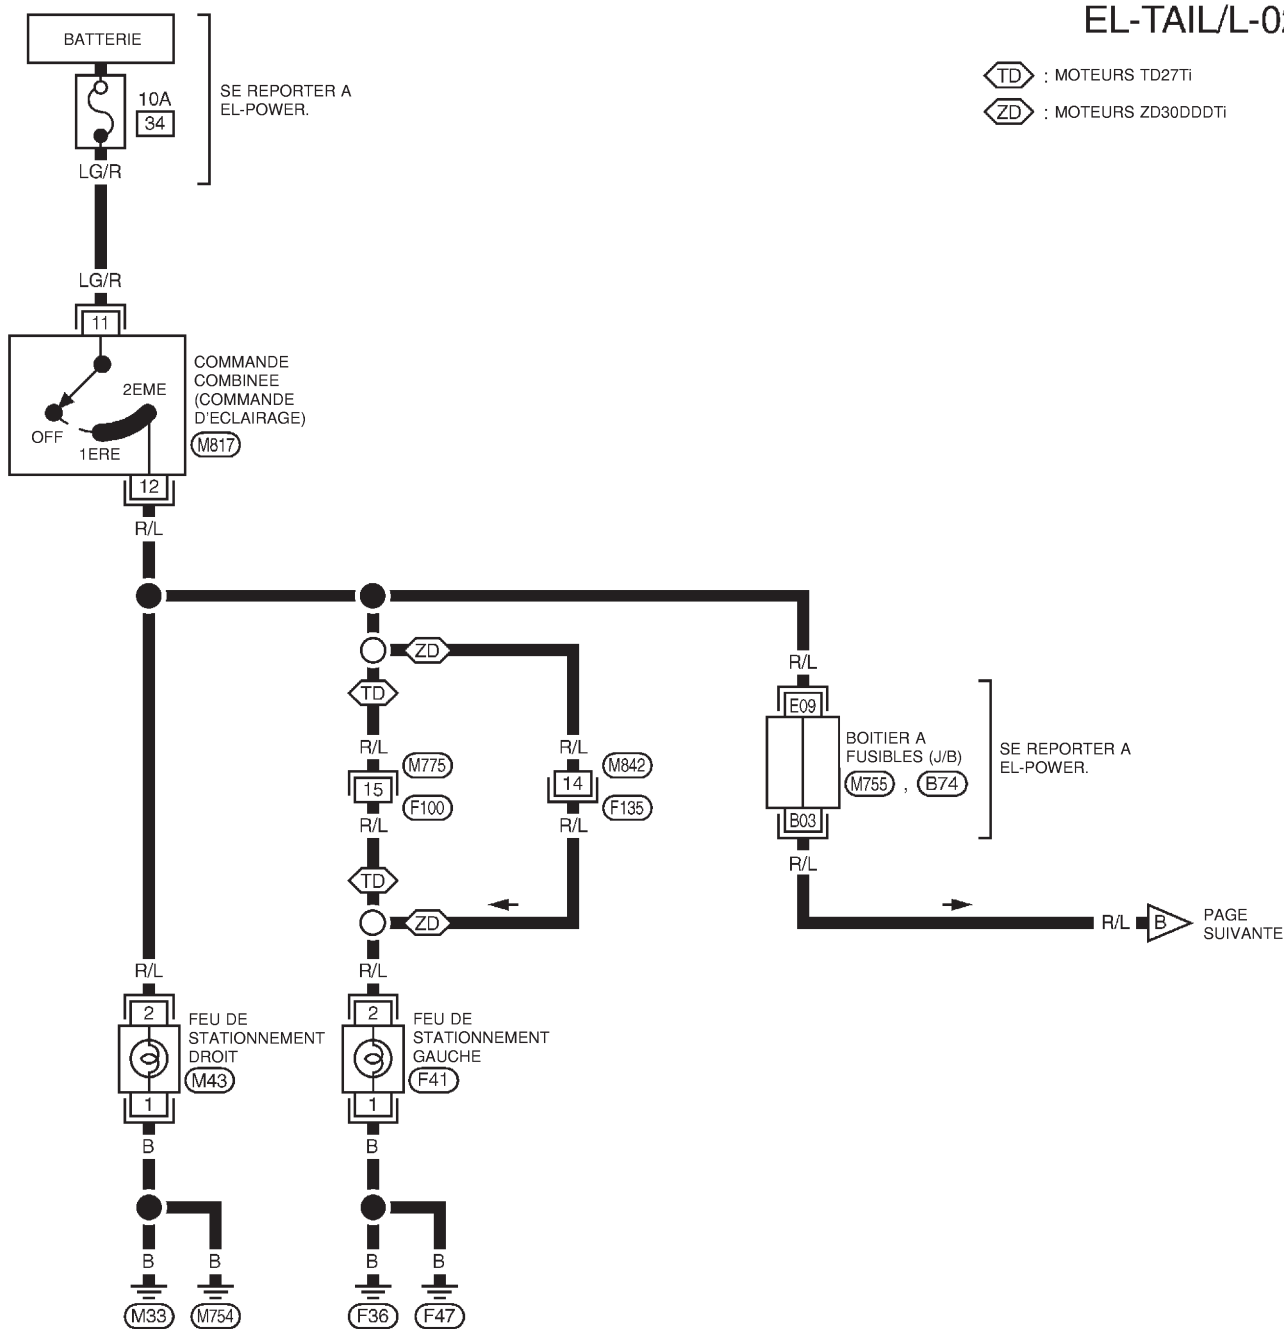 EL-TAIL/L-02
BATTERIE
10A
34
SE REPORTER A
EL-POWER.
TD : MOTEURS TD27Ti
ZD : MOTEURS ZD30DDDTi
LG/R
LG/R
11
COMMANDE
COMBINEE
(COMMANDE
D'ECLAIRAGE)
M817
2EME
OFF
1ERE
12
R/L
ZD
TD
R/L
M775
15
F100
R/L
TD
ZD
R/L
M842
14
F135
R/L
R/L
E09
BOITIER A
FUSIBLES (J/B)
M755 , B74
B03
SE REPORTER A
EL-POWER.
R/L
R/L
B
PAGE
SUIVANTE
R/L
2
FEU DE
STATIONNEMENT
DROIT
M43
1
B
R/L
2
FEU DE
STATIONNEMENT
GAUCHE
F41
1
B
B
B
B
B
M33
M754
F36
F47